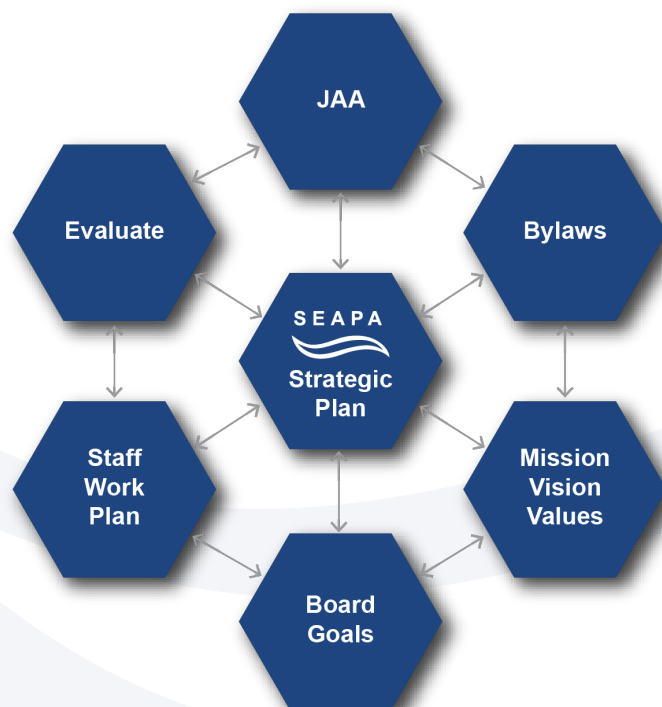 JAA
Evaluate
Bylaws
SEAPA
Strategic
Plan
Staff
Work
Plan
Mission
Vision
Values
Board
Goals